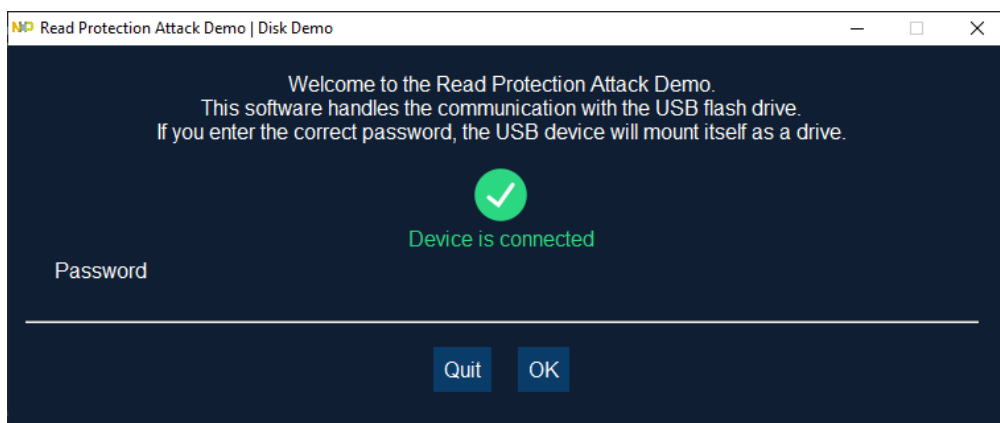 NXP Read Protection Attack Demo | Disk Demo
Welcome to the Read Protection Attack Demo.
This software handles the communication with the USB flash drive.
If you enter the correct password, the USB device will mount itself as a drive.
Device is connected
Password
Quit OK